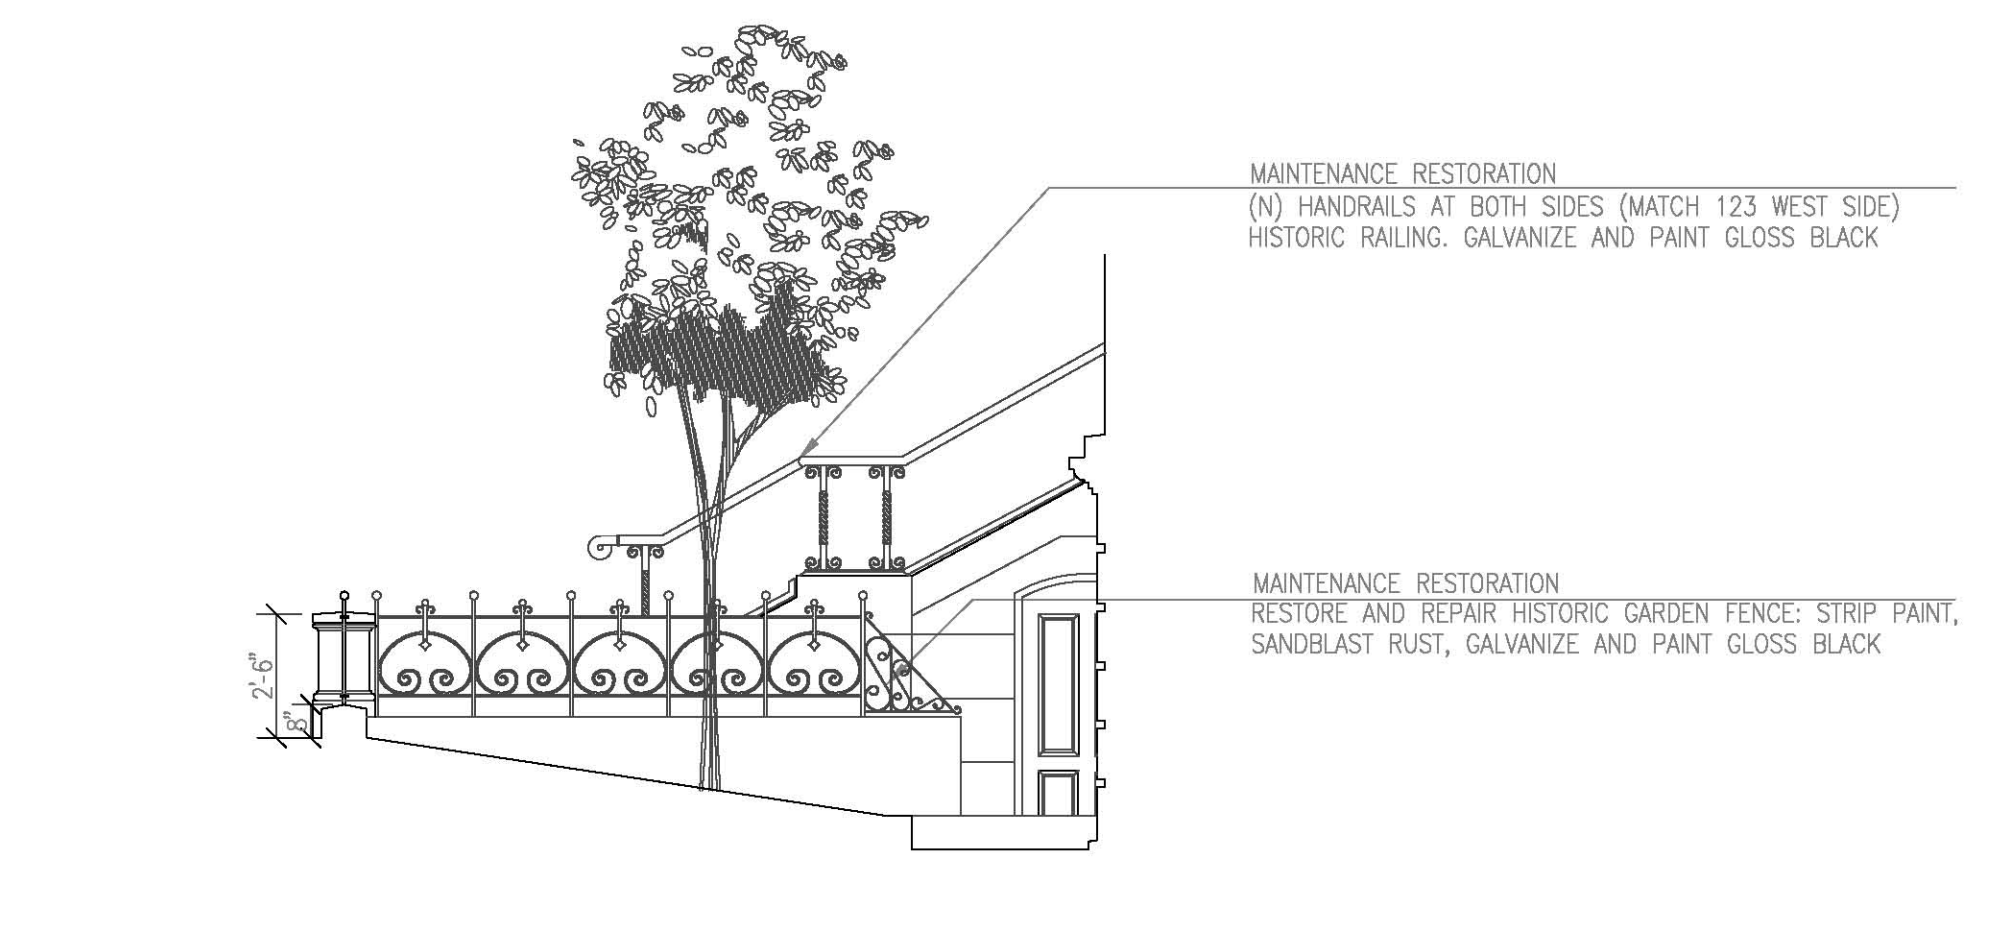 MAINTENANCE RESTORATION
(N) HANDRAILS AT BOTH SIDES (MATCH 123 WEST SIDE)
HISTORIC RAILING. GALVANIZE AND PAINT GLOSS BLACK
MAINTENANCE RESTORATION
RESTORE AND REPAIR HISTORIC GARDEN FENCE: STRIP PAINT,
SANDBLAST RUST, GALVANIZE AND PAINT GLOSS BLACK
2'-6"
8"